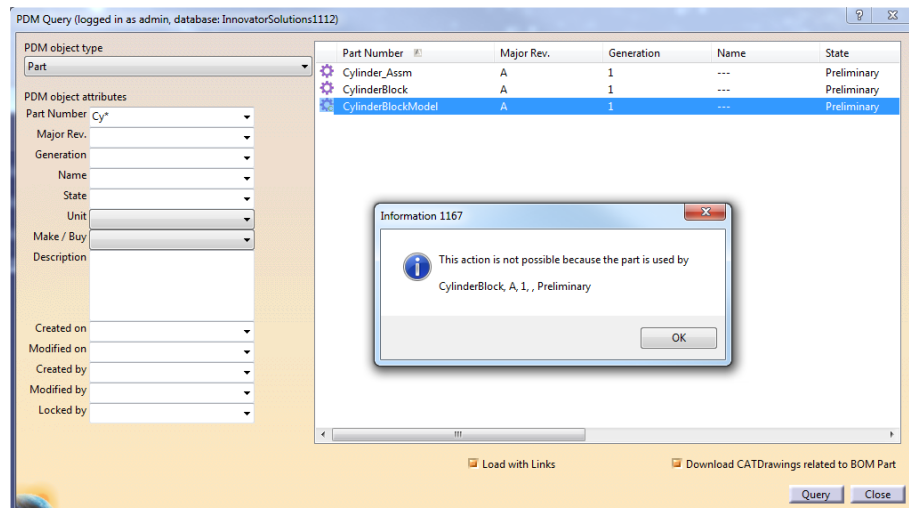 PDM Query (logged in as admin, database: InnovatorSolutions1112)
PDM object type
Part
PDM object attributes
Part Number Cy*
Major Rev.
Generation
Name
State
Unit
Make / Buy
Description
Created on
Modified on
Created by
Modified by
Locked by
Part Number Major Rev. Generation Name State
Cylinder_Assm A 1 --- Preliminary
CylinderBlock A 1 --- Preliminary
CylinderBlockModel A 1 --- Preliminary
Information 1167
This action is not possible because the part is used by
CylinderBlock, A, 1, , Preliminary
OK
Load with Links Download CATDrawings related to BOM Part
Query Close